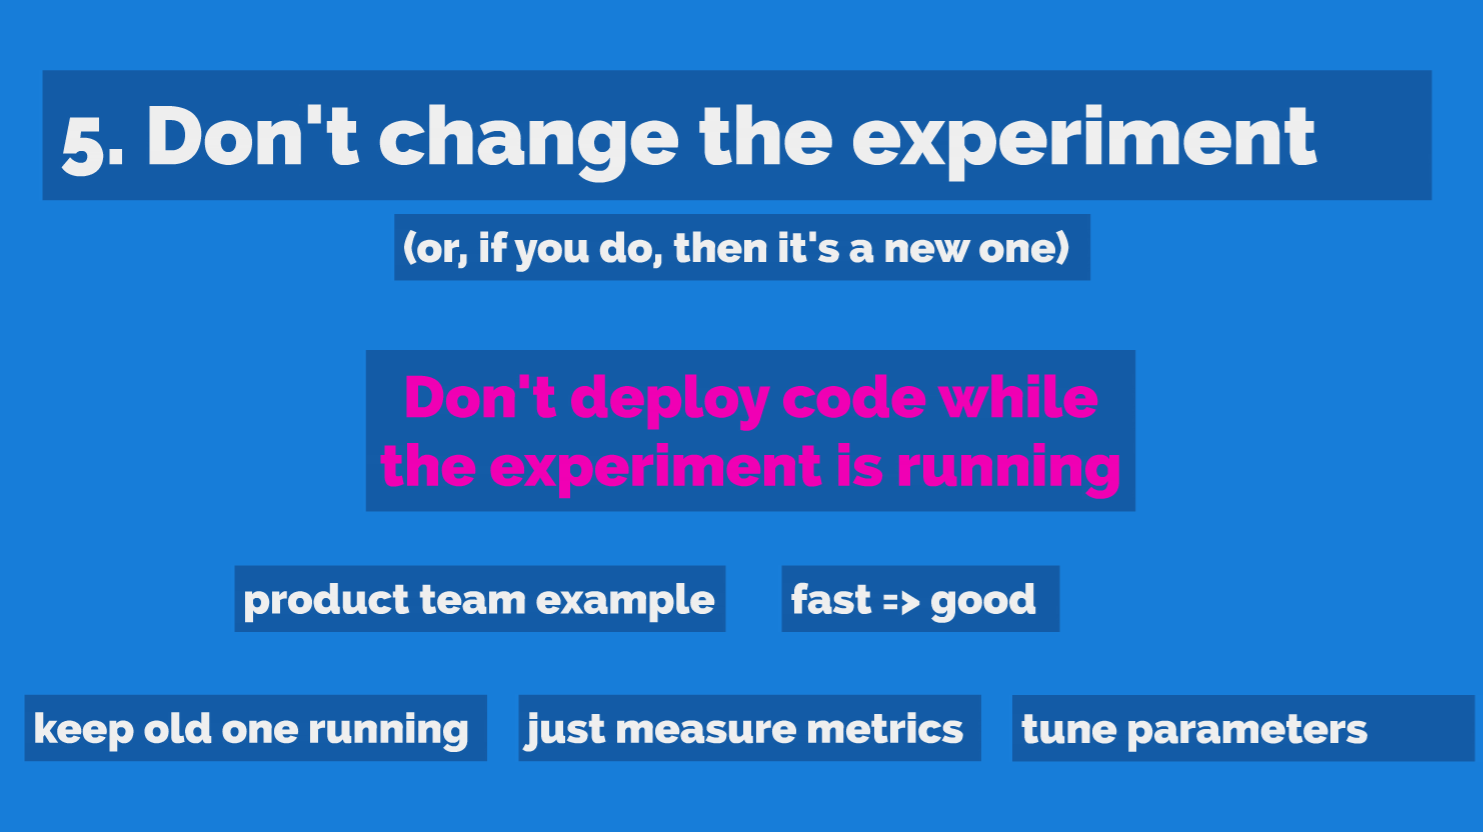 5. Don't change the experiment
(or, if you do, then it's a new one)
Don't deploy code while
the experiment is running
product team example
fast => good
keep old one running
just measure metrics
tune parameters